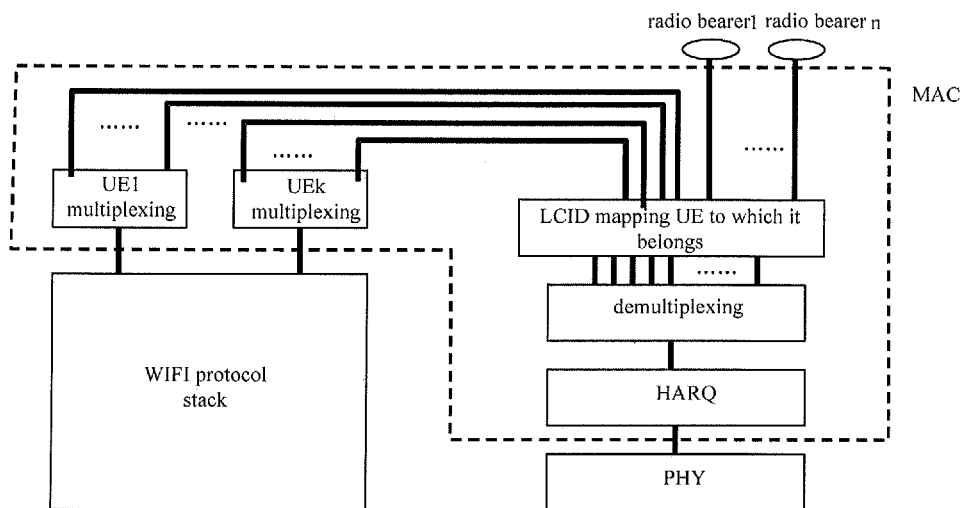 radio bearer1 radio bearer n
MAC
...... ......
...... ......
UE1
multiplexing
UEk
multiplexing
LCID mapping UE to which it
belongs
......
demultiplexing
WIFI protocol
stack
HARQ
PHY